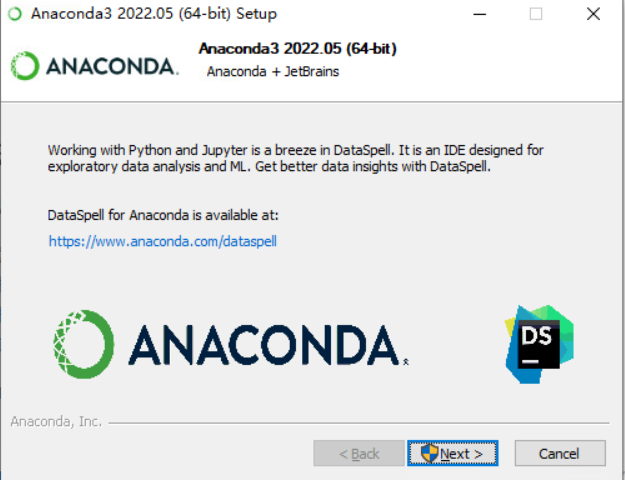 Anaconda3 2022.05 (64-bit) Setup
Anaconda3 2022.05 (64-bit)
ANACONDA.
Anaconda + JetBrains
Working with Python and Jupyter is a breeze in DataSpell. It is an IDE designed for
exploratory data analysis and ML. Get better data insights with DataSpell.
DataSpell for Anaconda is available at:
https://www.anaconda.com/dataspell
ANACONDA.
DS
Anaconda, Inc.
< Back
Next >
Cancel